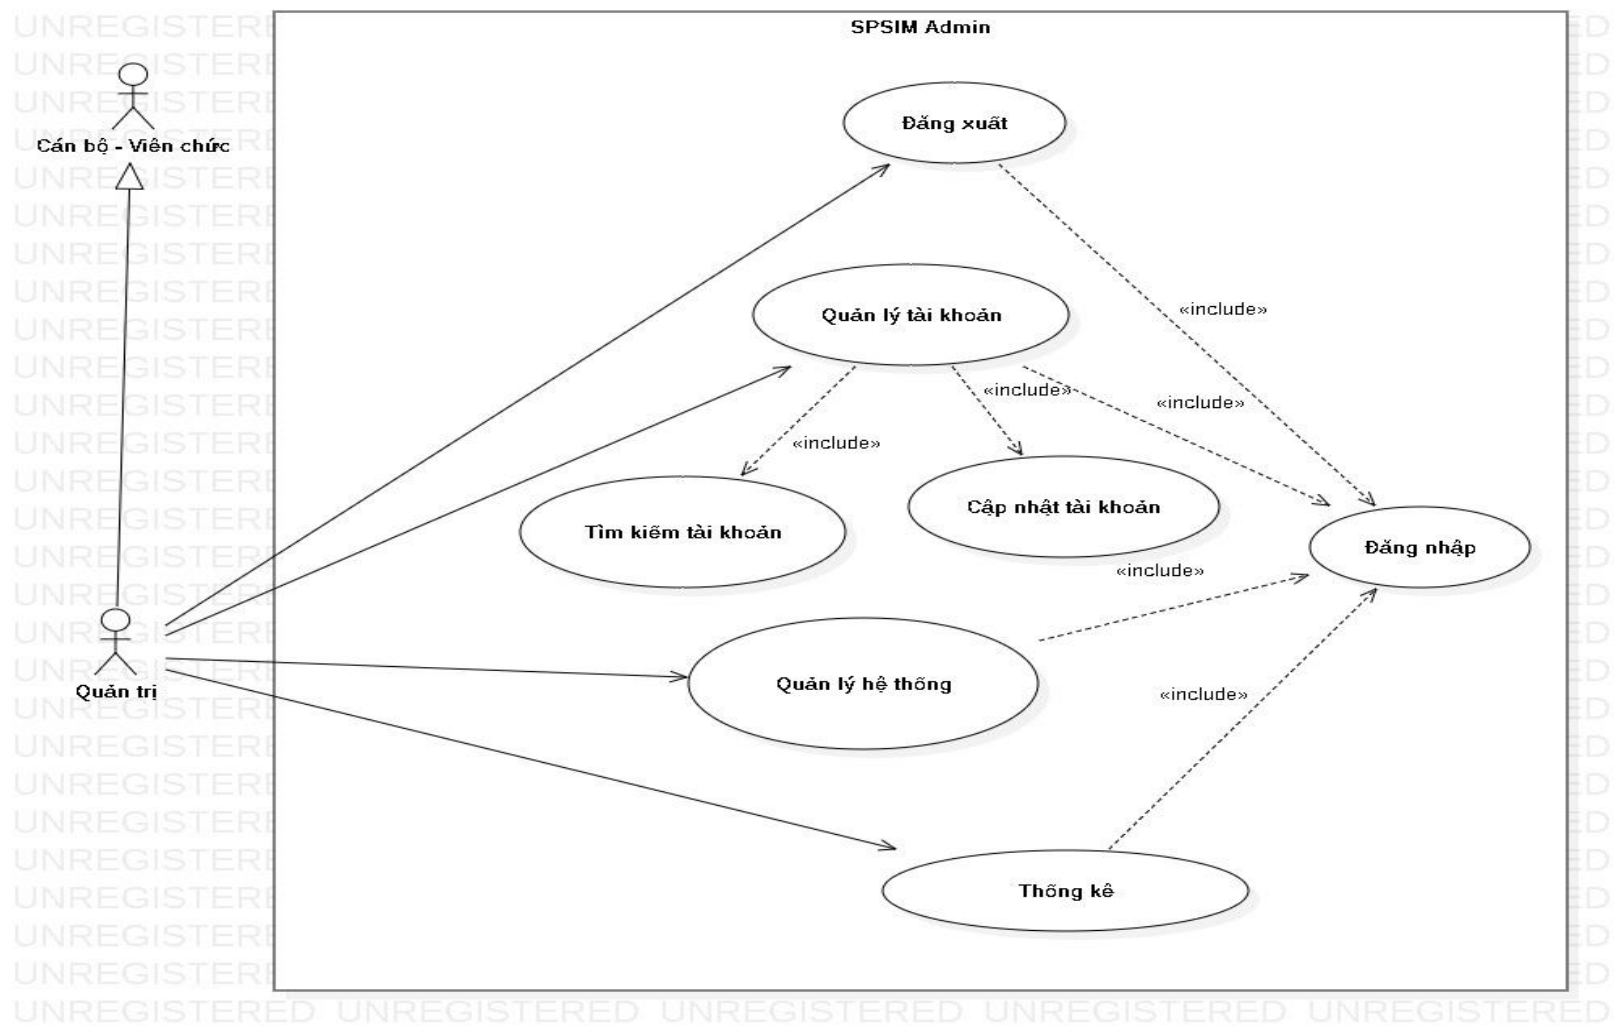 SPSIM Admin
Đăng xuất
Cán bộ - Viên chức
«include»
Quản lý tài khoản
«include»
«include»
«include»
Cập nhật tài khoản
Tìm kiếm tài khoản
Đăng nhập
«include»
Quản lý hệ thống
Quản trị
«include»
Thống kê
UNREGISTERED UNREGISTERED UNREGISTERED UNREGISTERED UNREGISTERED